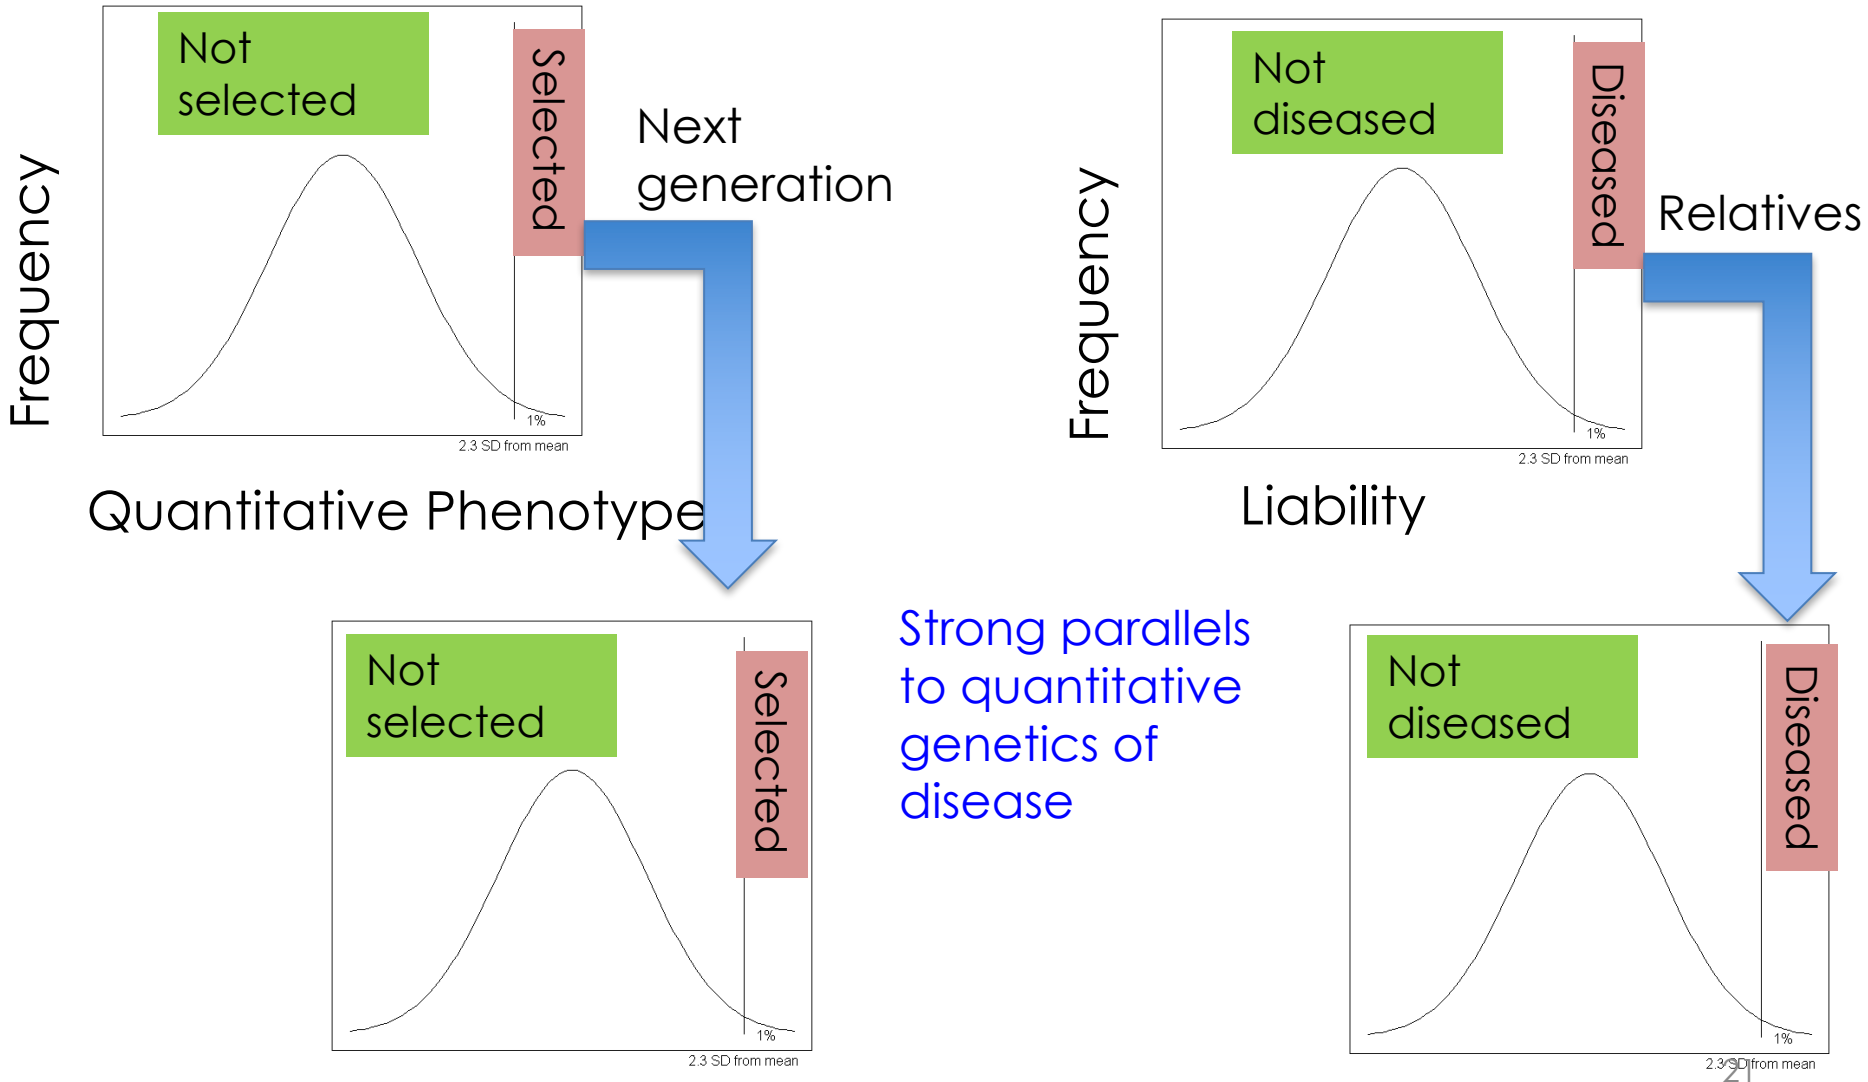 Not
selected
Selected
Frequency
1%
2.3 SD from mean
Quantitative Phenotype
Next
generation
Not
diseased
Diseased
Frequency
1%
2.3 SD from mean
Liability
Relatives
Not
selected
Selected
1%
2.3 SD from mean
Strong parallels
to quantitative
genetics of
disease
Not
diseased
Diseased
1%
2.3 SD from mean
21